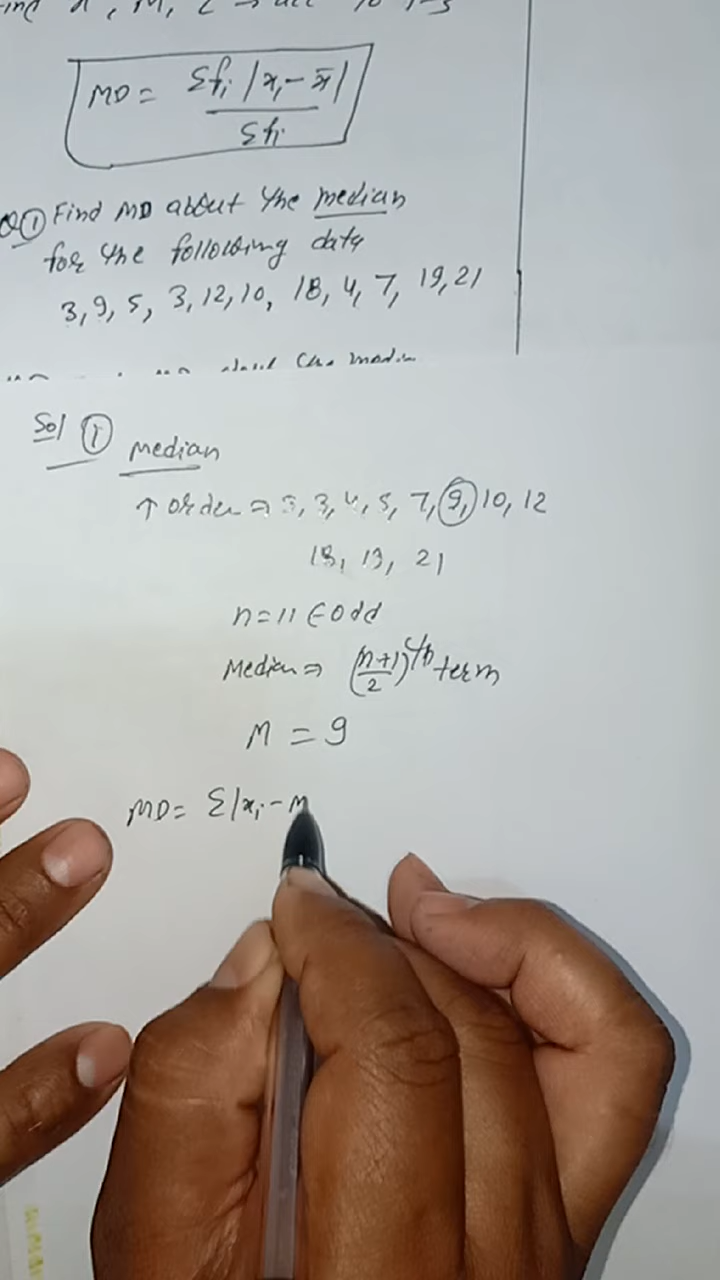 MD = Σfi |xi - x̄| / Σfi
Q① Find MD about the median
for the following data
3, 9, 5, 3, 12, 10, 18, 4, 7, 19, 21
Sol ① Median
↑ order ⇒ 3, 3, 4, 5, 7, 9, 10, 12
18, 19, 21
n = 11 ∈ odd
Median ⇒ (n+1/2)th term
M = 9
MD = Σ|xi - M